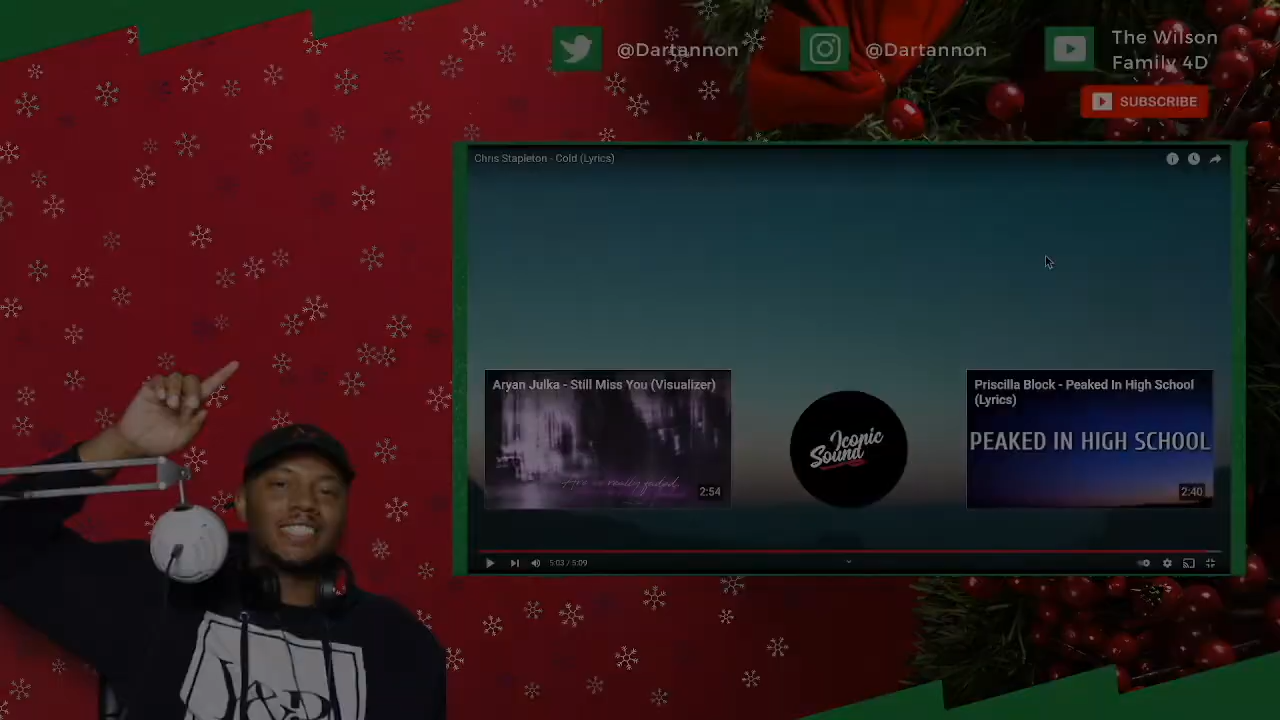 @Dartannon
@Dartannon
The Wilson
Family 4D
SUBSCRIBE
Chris Stapleton - Cold (Lyrics)
Aryan Julka - Still Miss You (Visualizer)
2:54
Iconic
Sound
Priscilla Block - Peaked In High School
(Lyrics)
PEAKED IN HIGH SCHOOL
2:40
5:03 / 5:09